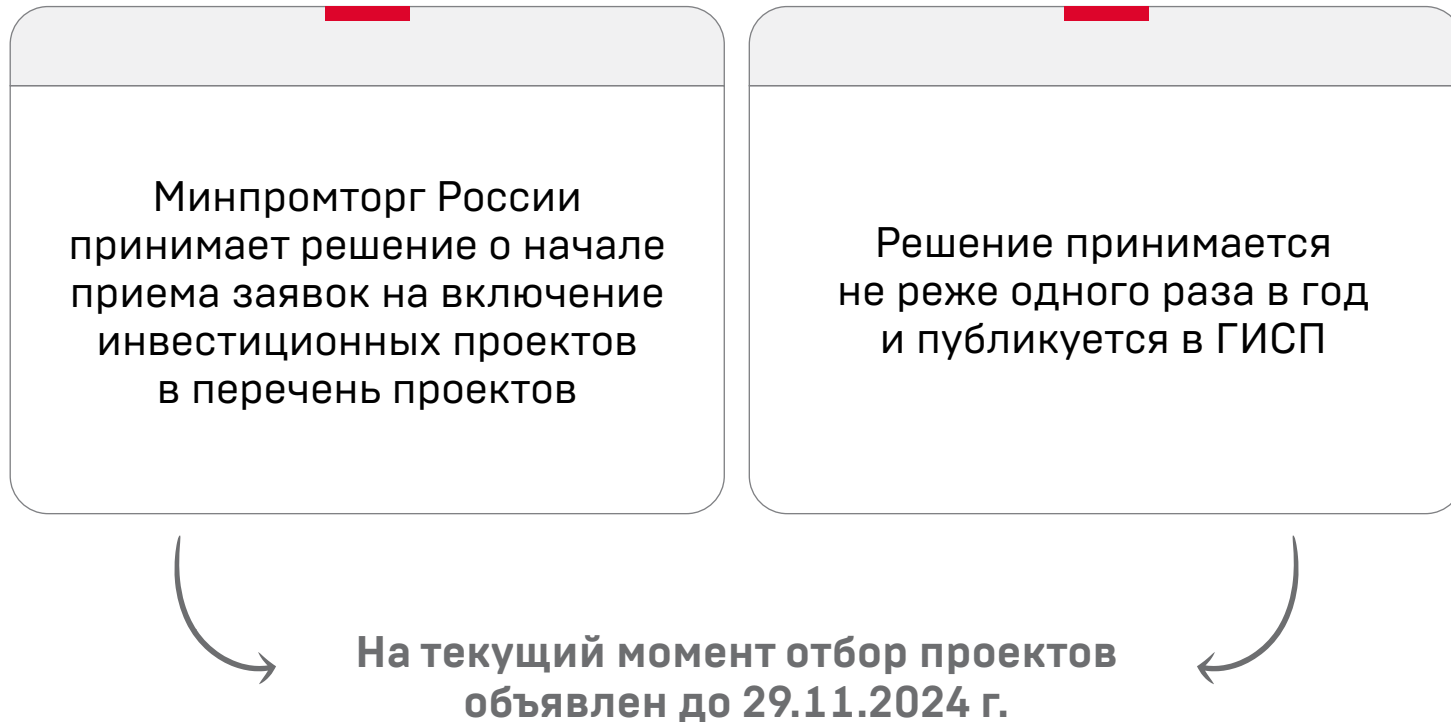 Минпромторг России
принимает решение о начале
приема заявок на включение
инвестиционных проектов
в перечень проектов
Решение принимается
не реже одного раза в год
и публикуется в ГИСП
На текущий момент отбор проектов
объявлен до 29.11.2024 г.